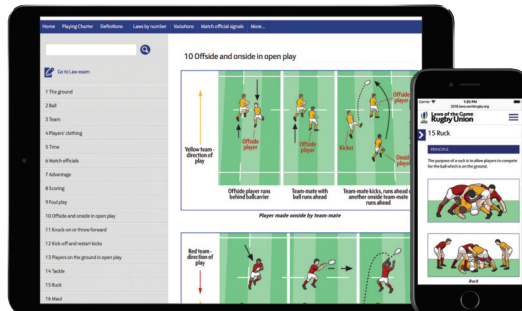 Home Playing Charter Definitions Laws by number Variations Match official signals More...
Go to Law exam
1 The ground
2 Ball
3 Team
4 Players' clothing
5 Time
6 Match officials
7 Advantage
8 Scoring
9 Foul play
10 Offside and onside in open play
11 Knock-on or throw forward
12 Kick-off and restart kicks
13 Players on the ground in open play
14 Tackle
15 Ruck
16 Maul
10 Offside and onside in open play
Yellow team -
direction of
play
Offside
player
Offside
player
Offside
player
Kicker
Onside
player
Offside player runs
behind ballcarrier
Team-mate with
ball runs ahead
Team-mate kicks, runs ahead
another onside team-mate
runs ahead
Player made onside by team-mate
Red team -
direction of
play
Carrier
1:20 PM
Laws of the Game
Rugby Union
15 Ruck
PRINCIPLE
The purpose of a ruck is to allow players to compete
for the ball which is on the ground.
Ruck